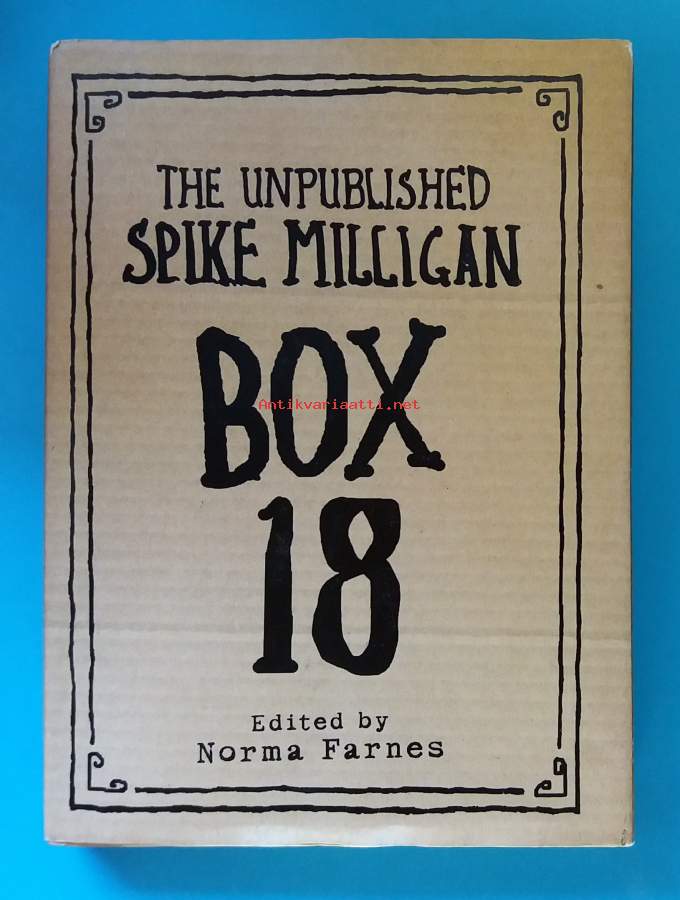 THE UNPUBLISHED
SPIKE MILLIGAN
BOX
Antikvariaatti.net
18
Edited by
Norma Farnes